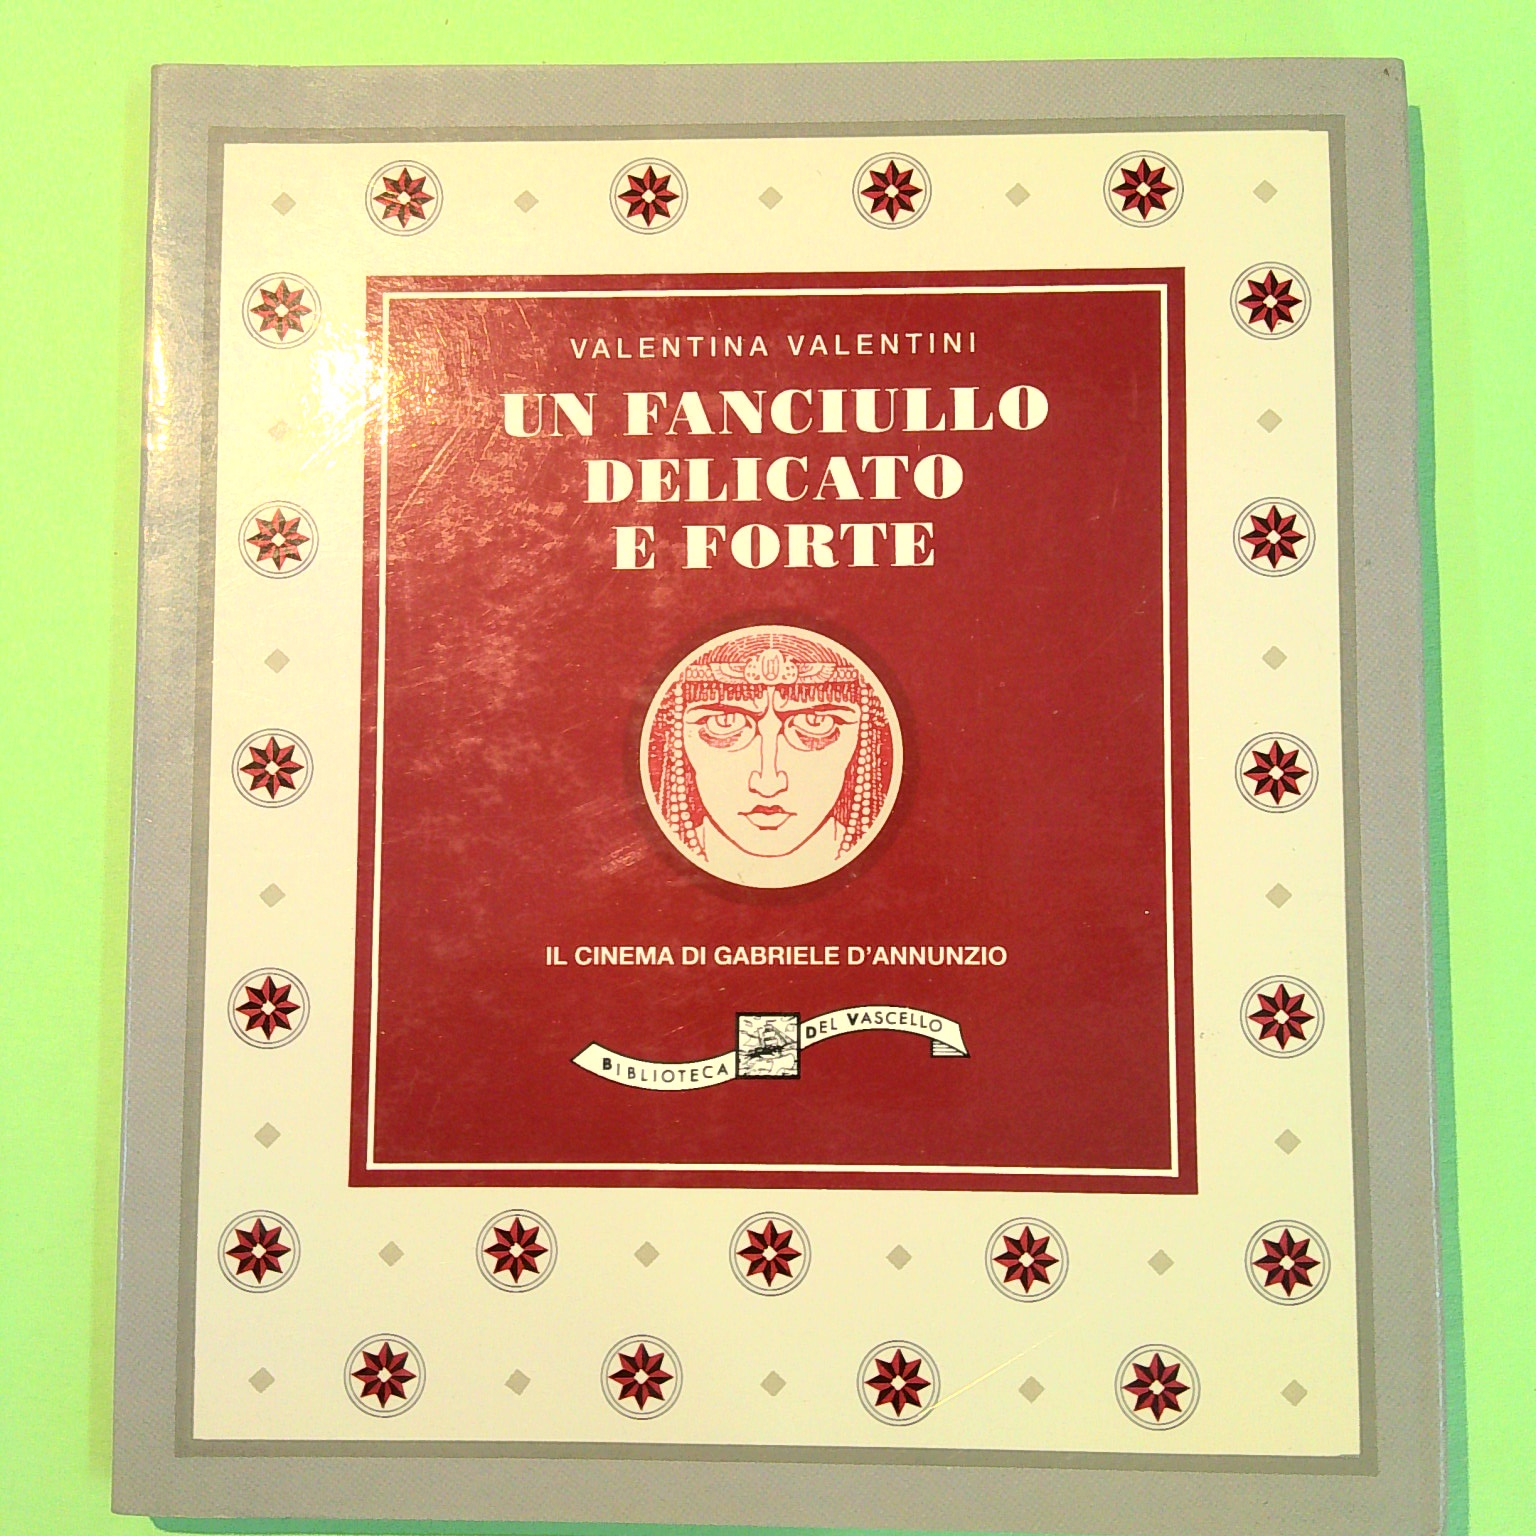 VALENTINA VALENTINI
UN FANCIULLO
DELICATO
E FORTE
IL CINEMA DI GABRIELE D'ANNUNZIO
BIBLIOTECA DEL VASCELLO